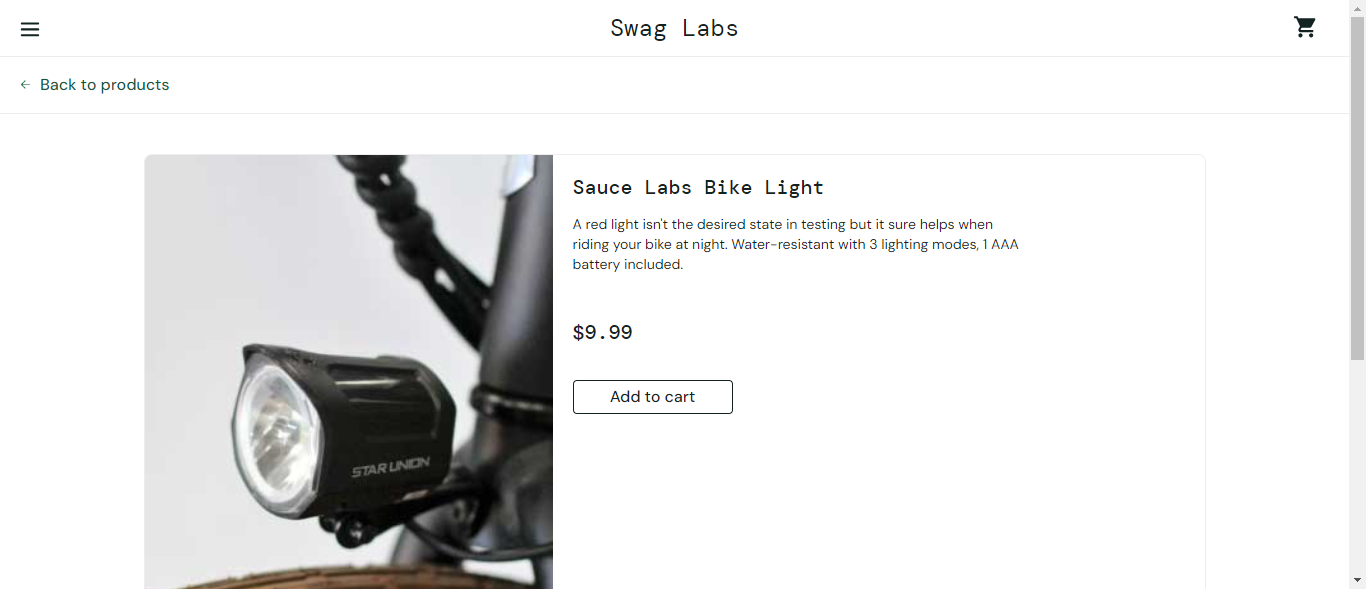 Swag Labs
Back to products
Sauce Labs Bike Light
A red light isn't the desired state in testing but it sure helps when
riding your bike at night. Water-resistant with 3 lighting modes, 1 AAA
battery included.
$9.99
Add to cart
STAR UNION